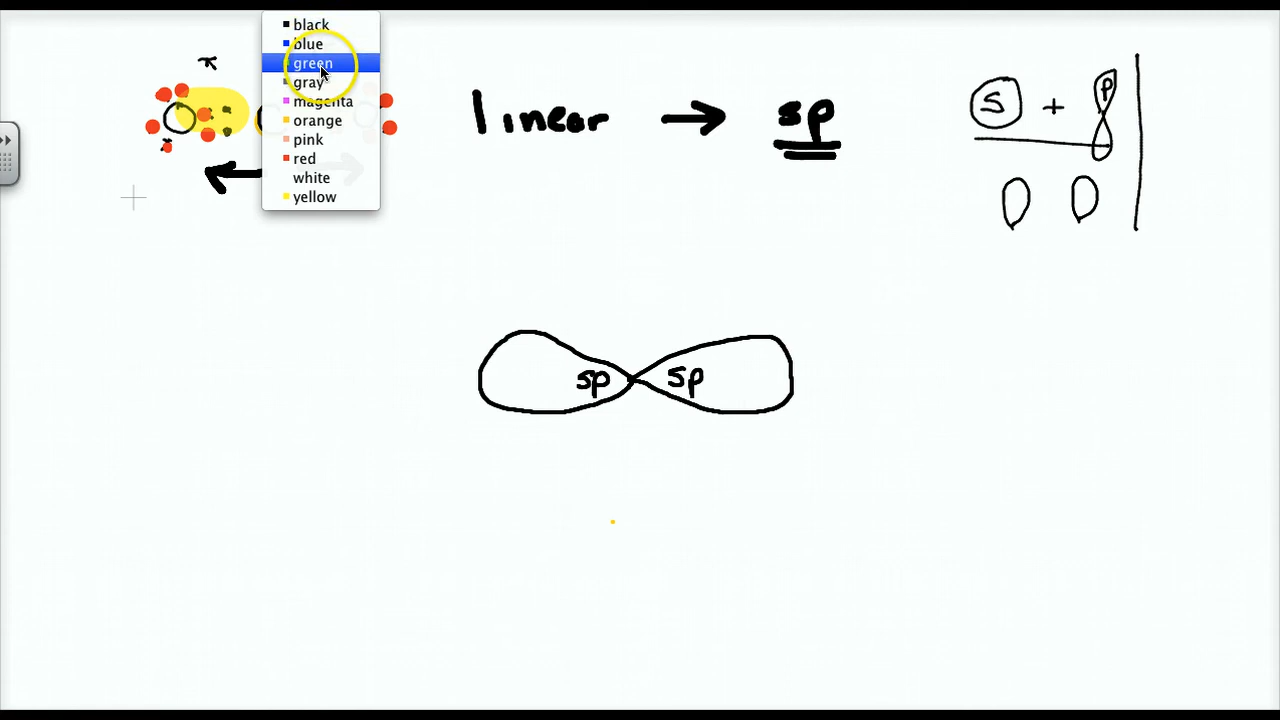 black
blue
green
gray
magenta
orange
pink
red
white
yellow
linear → sp
S + P
sp sp